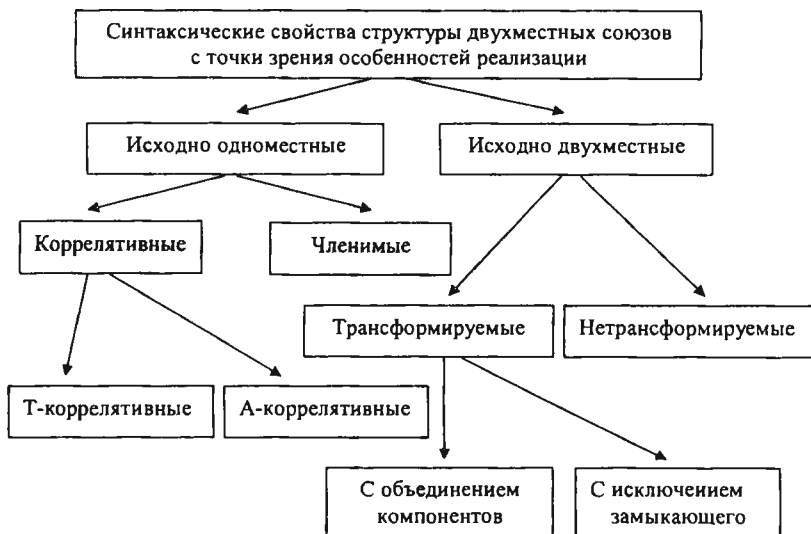 Синтаксические свойства структуры двухместных союзов
с точки зрения особенностей реализации
Исходно одноместные
Исходно двухместные
Коррелятивные
Членимые
Трансформируемые
Нетрансформируемые
Т-коррелятивные
А-коррелятивные
С объединением
компонентов
С исключением
замыкающего